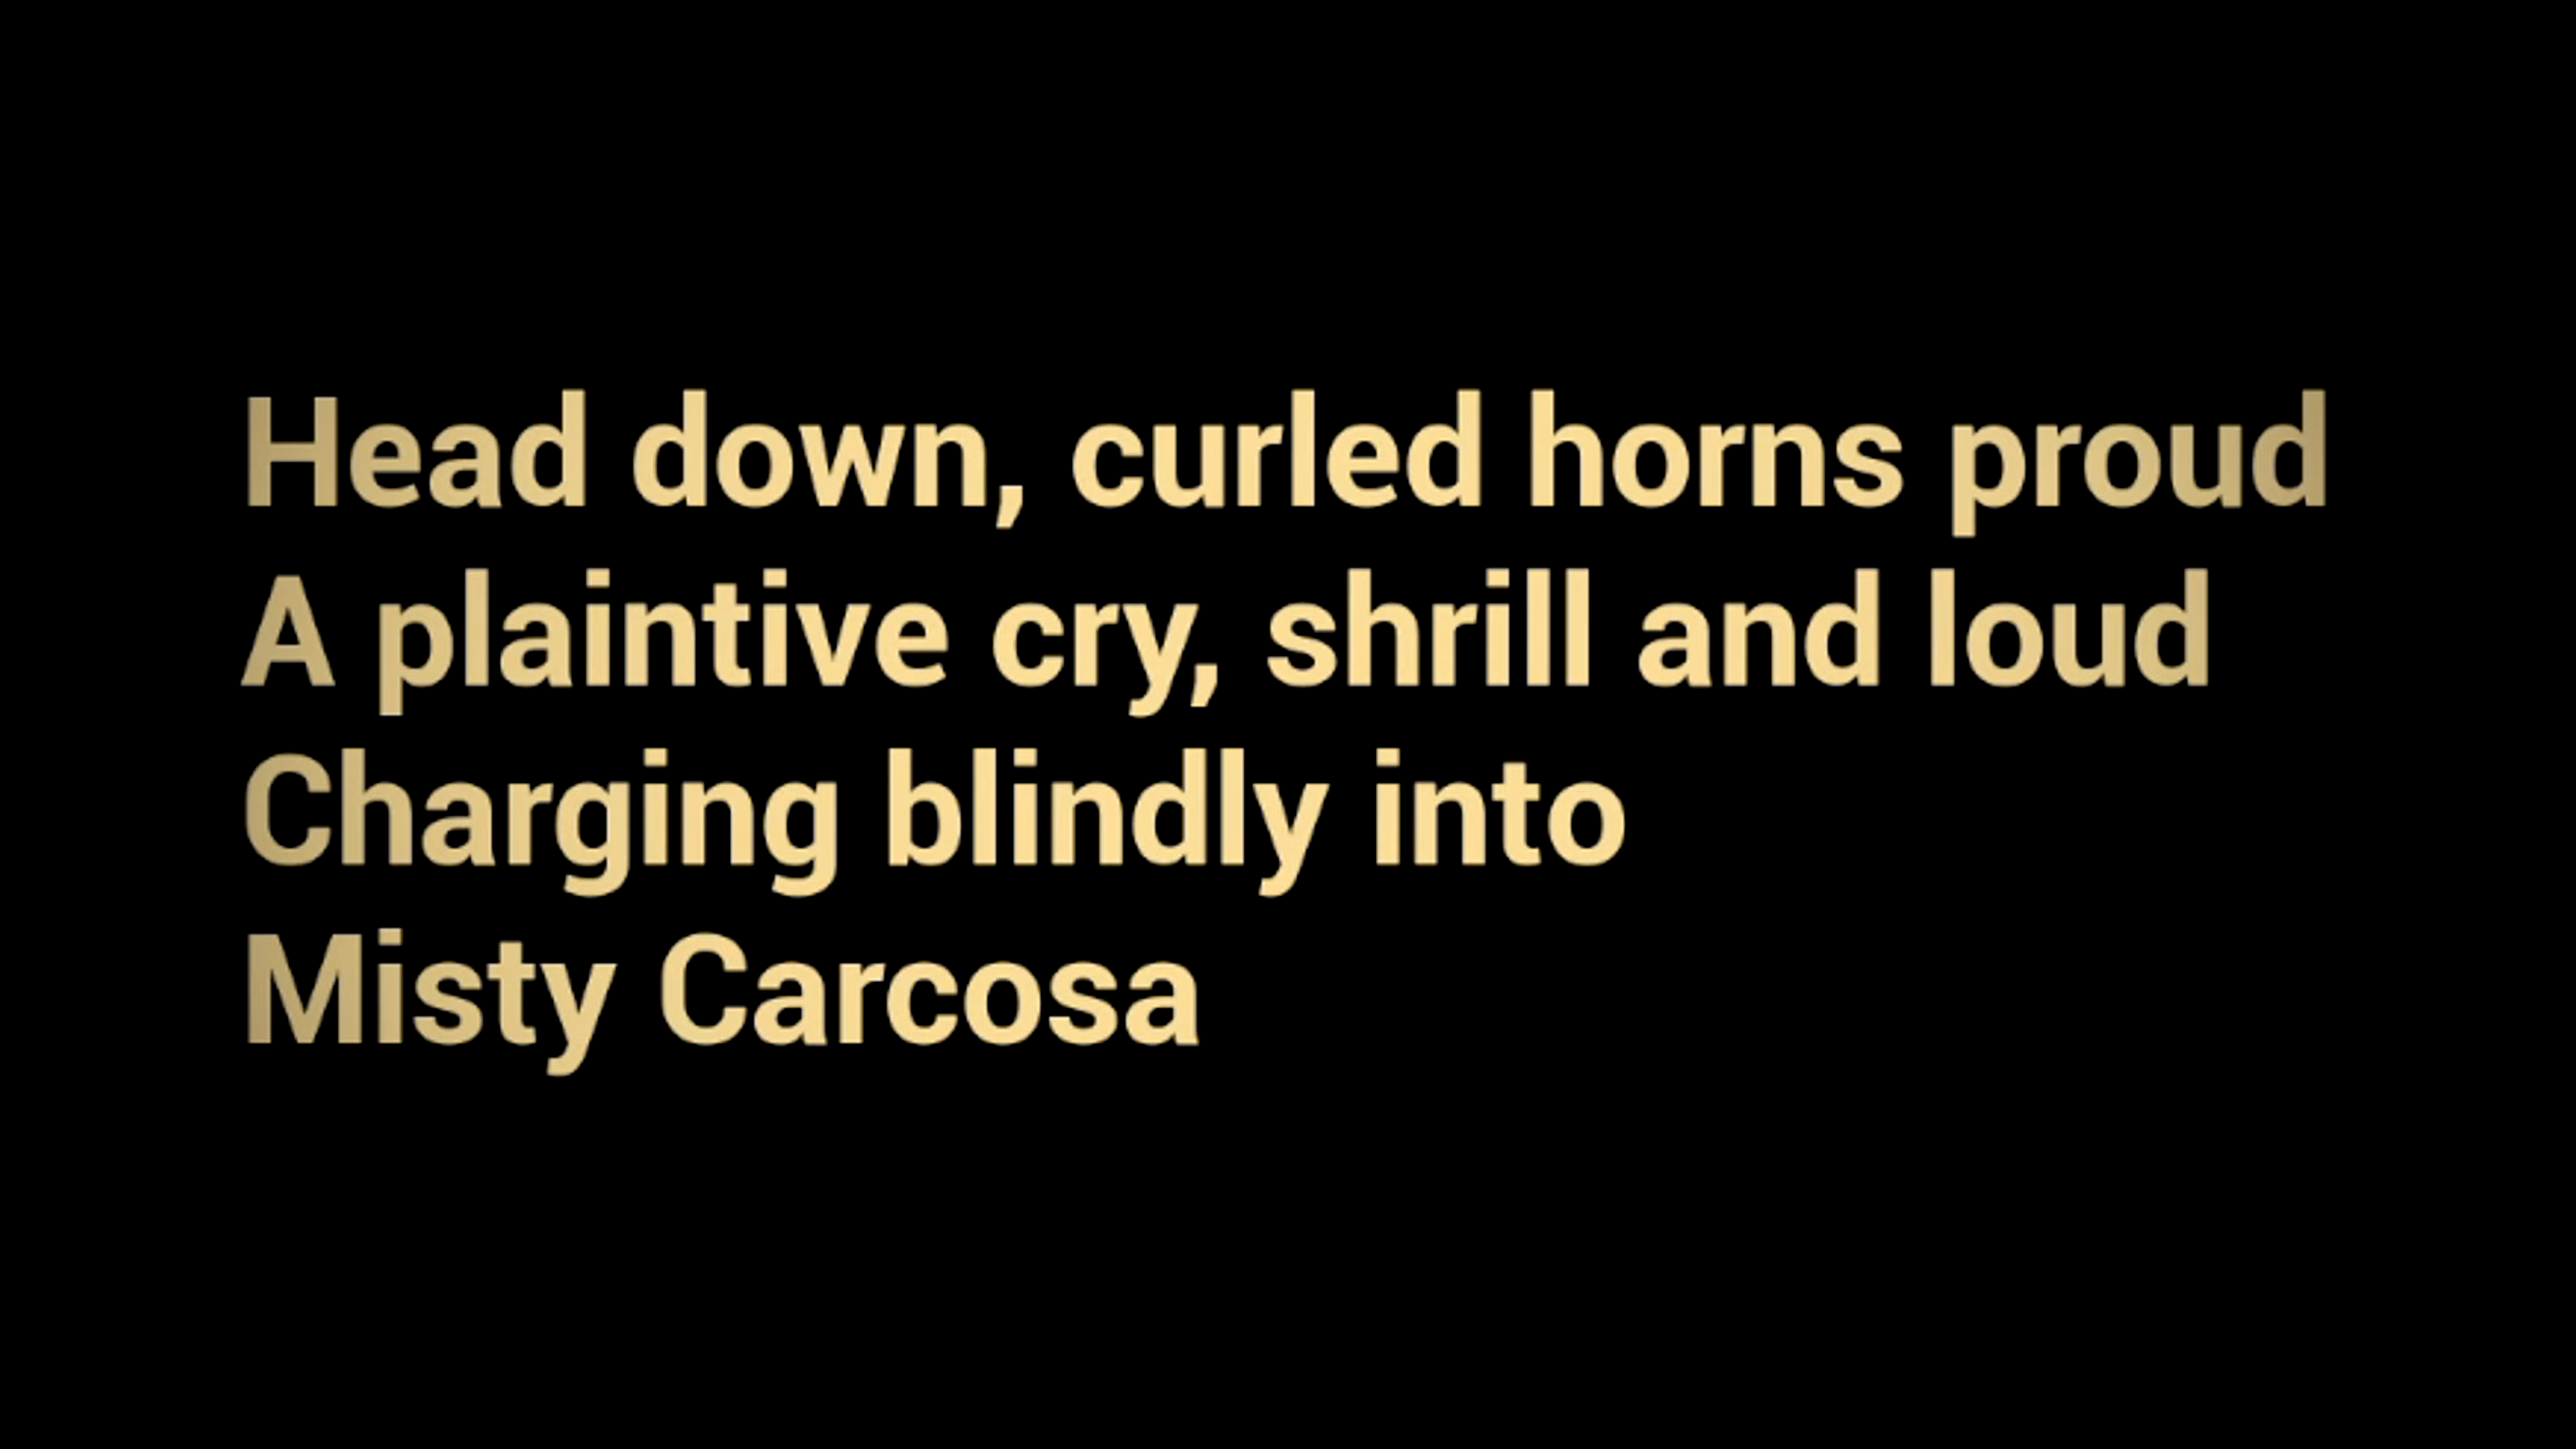 Head down, curled horns proud
A plaintive cry, shrill and loud
Charging blindly into
Misty Carcosa